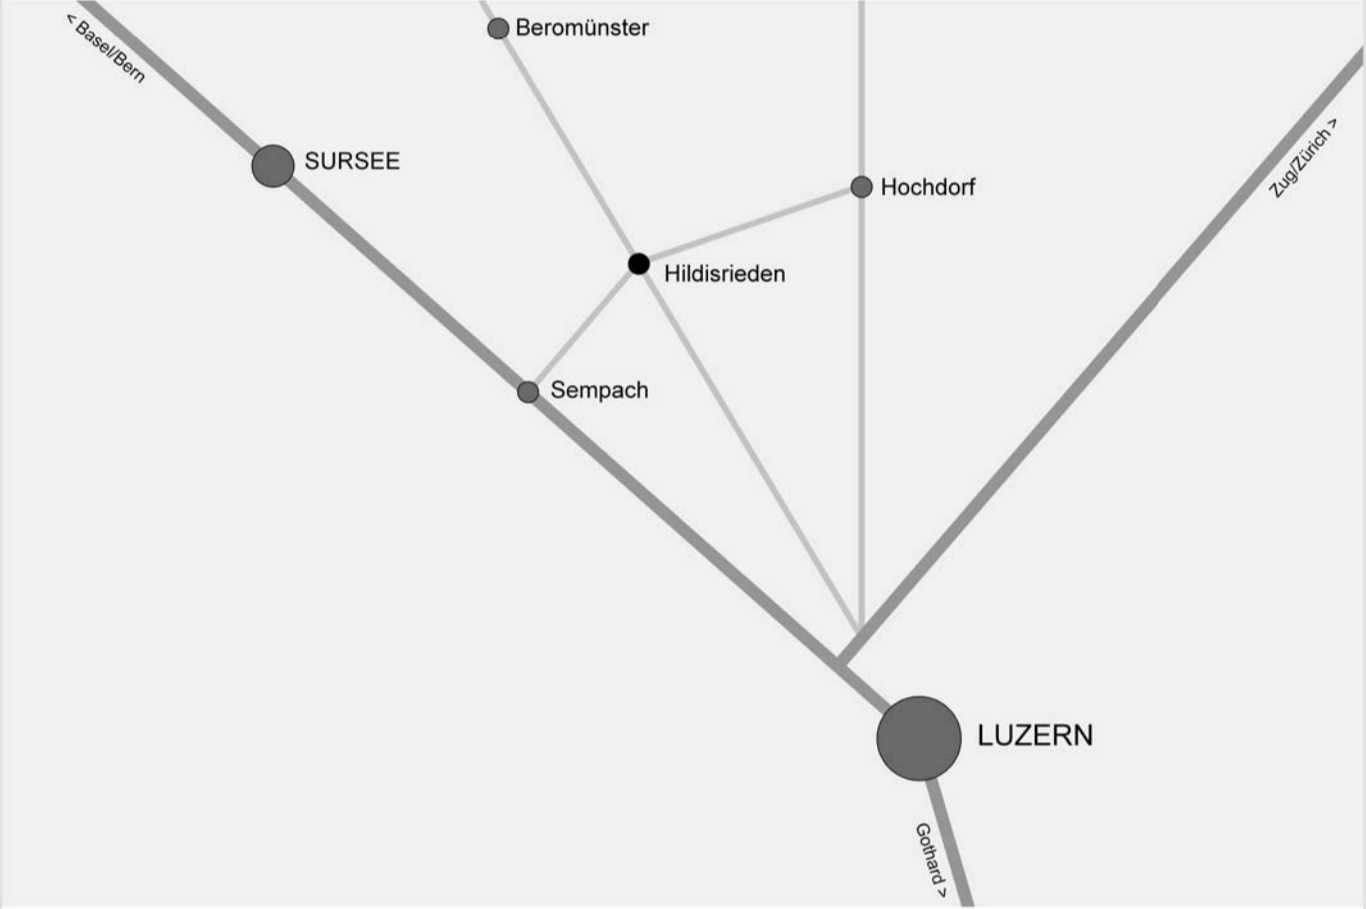 < Basel/Bern
Beromünster
SURSEE
Hochdorf
Zug/Zürich >
Hildisrieden
Sempach
LUZERN
Gothard >